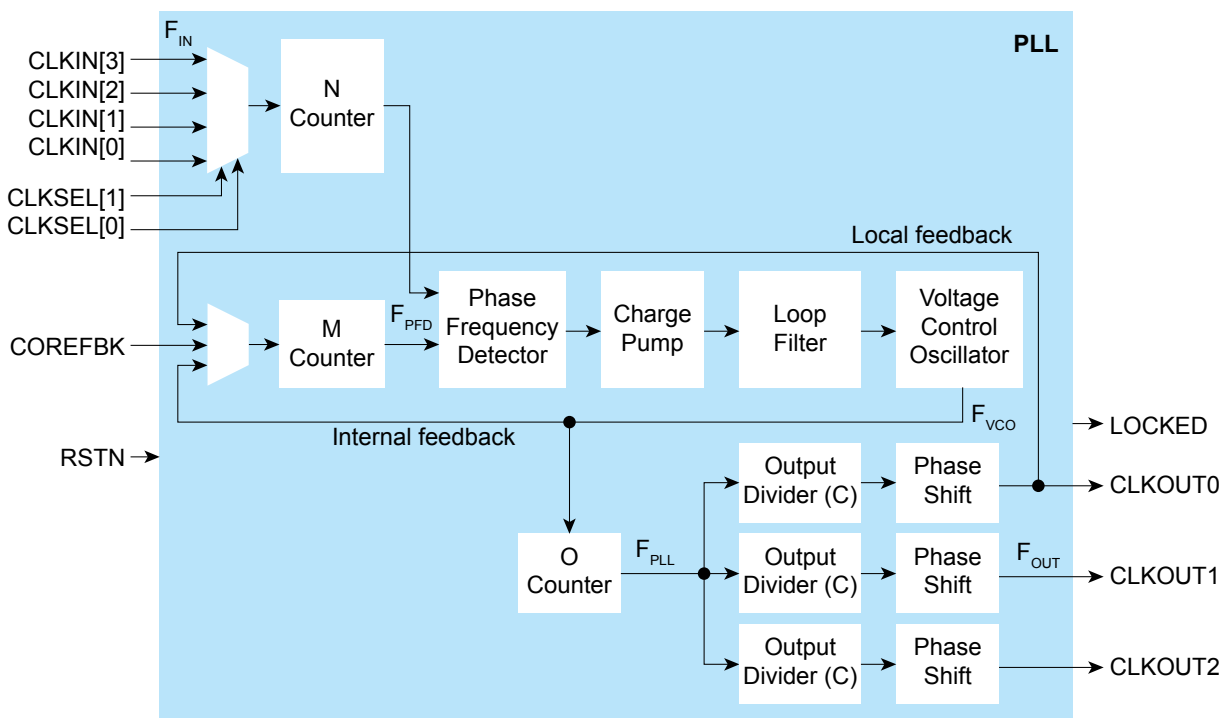 F_IN
PLL
CLKIN[3]
CLKIN[2]
CLKIN[1]
CLKIN[0]
CLKSEL[1]
CLKSEL[0]
N
Counter
Local feedback
COREFBK
M
Counter
F_PFD
Phase
Frequency
Detector
Charge
Pump
Loop
Filter
Voltage
Control
Oscillator
Internal feedback
F_VCO
RSTN
LOCKED
Output
Divider (C)
Phase
Shift
CLKOUT0
O
Counter
F_PLL
Output
Divider (C)
Phase
Shift
F_OUT
CLKOUT1
Output
Divider (C)
Phase
Shift
CLKOUT2